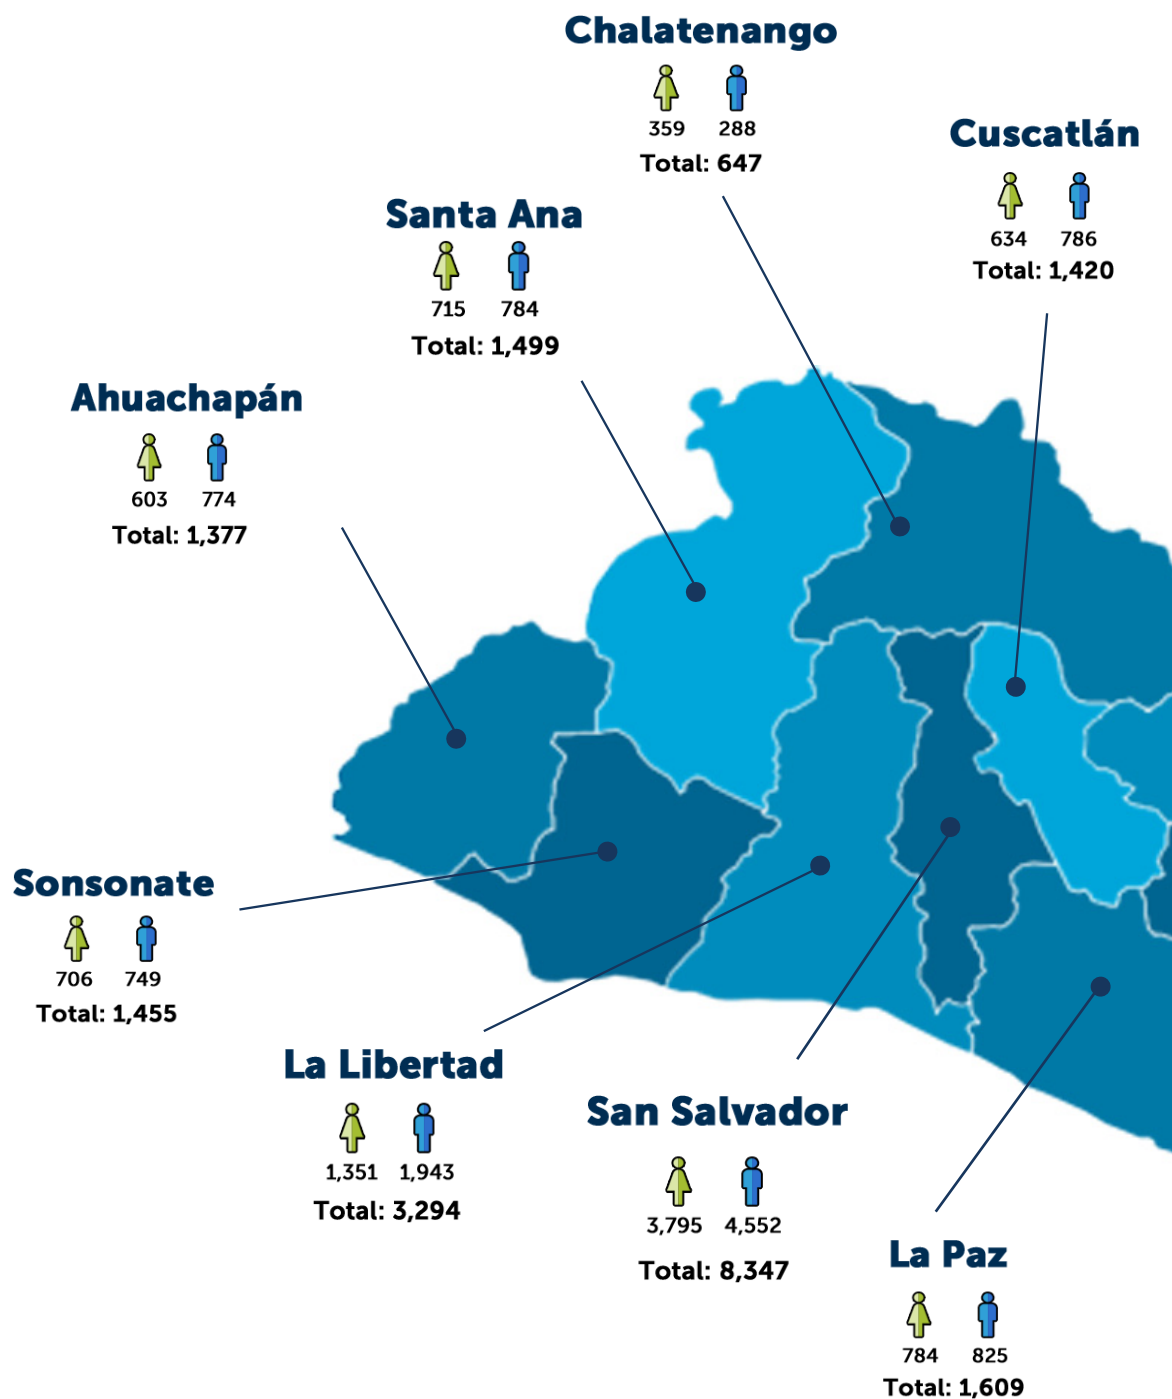 Chalatenango
359 288
Total: 647
Cuscatlán
634 786
Total: 1,420
Santa Ana
715 784
Total: 1,499
Ahuachapán
603 774
Total: 1,377
Sonsonate
706 749
Total: 1,455
La Libertad
1,351 1,943
Total: 3,294
San Salvador
3,795 4,552
Total: 8,347
La Paz
784 825
Total: 1,609